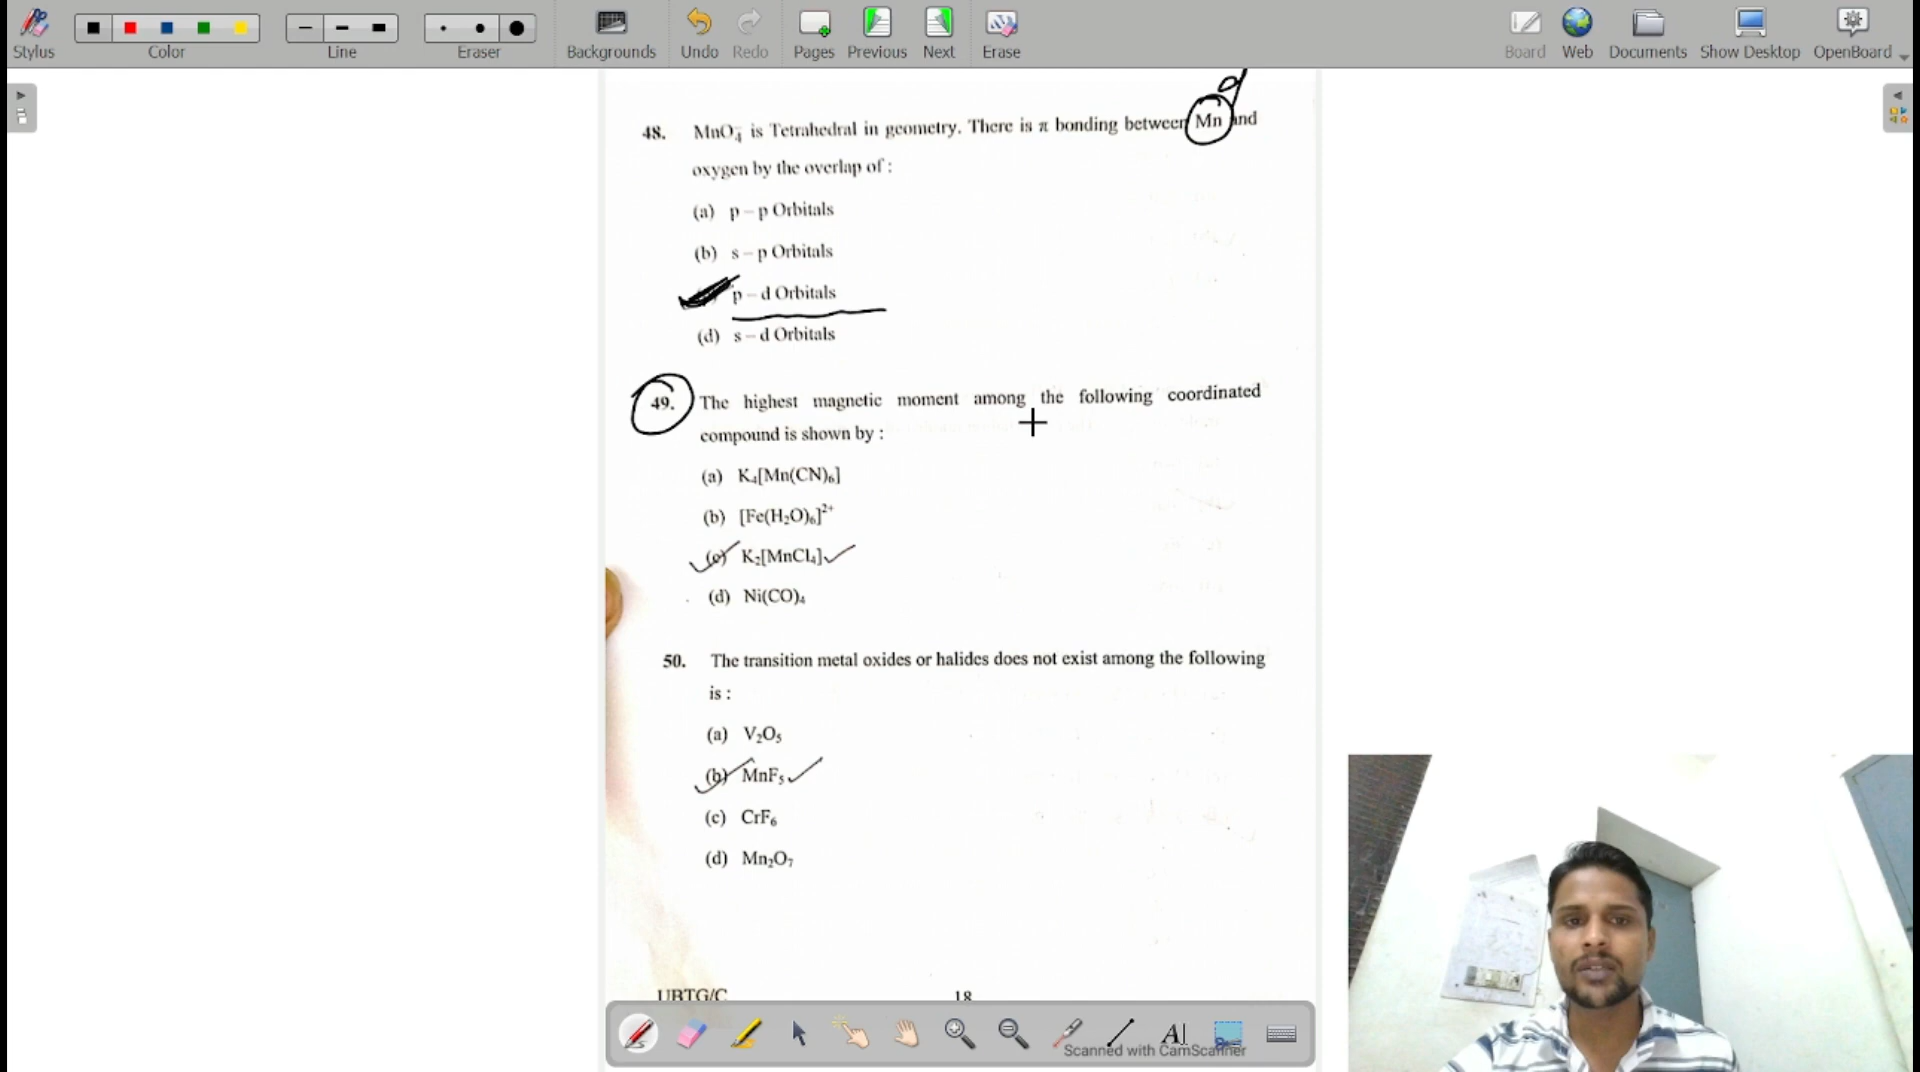 Stylus
Color
Line
Eraser
Backgrounds
Undo
Redo
Pages
Previous
Next
Erase
Board
Web
Documents
Show Desktop
OpenBoard
d
48. MnO₄⁻ is Tetrahedral in geometry. There is π bonding between Mn and
oxygen by the overlap of :
(a) p – p Orbitals
(b) s – p Orbitals
p – d Orbitals
(d) s – d Orbitals
49. The highest magnetic moment among the following coordinated
compound is shown by :
(a) K₄[Mn(CN)₆]
(b) [Fe(H₂O)₆]²⁺
(c) K₂[MnCl₄]
(d) Ni(CO)₄
50. The transition metal oxides or halides does not exist among the following
is :
(a) V₂O₅
(b) MnF₅
(c) CrF₆
(d) Mn₂O₇
UBTG/C 18
Scanned with CamScanner